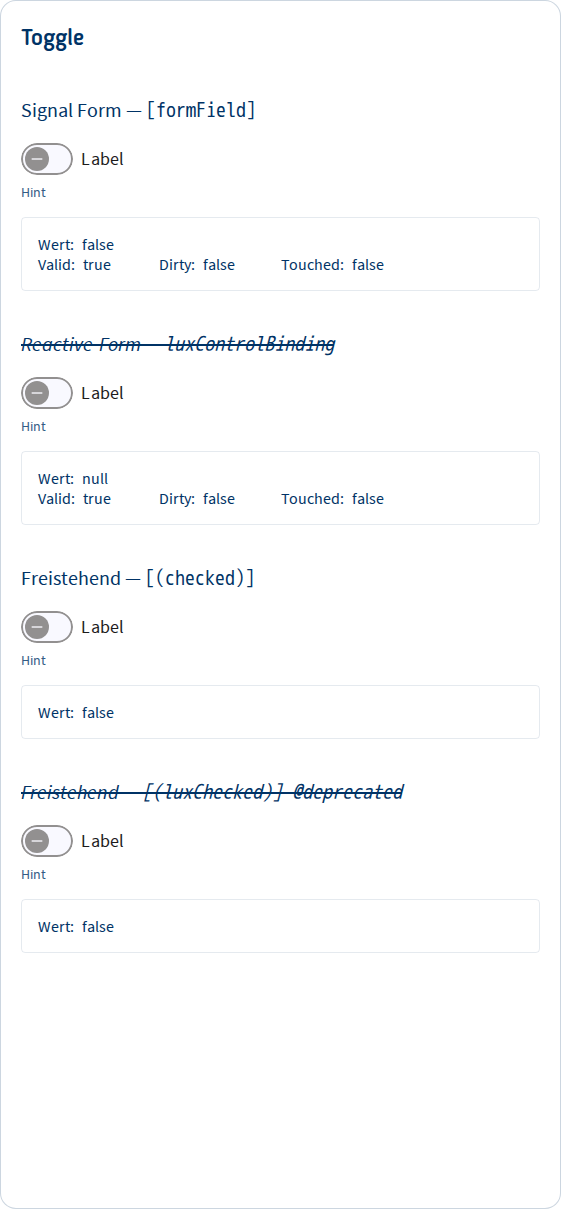 Toggle
Signal Form — [formField]
Label
Hint
Wert: false
Valid: true Dirty: false Touched: false
Reactive Form — luxControlBinding
Label
Hint
Wert: null
Valid: true Dirty: false Touched: false
Freistehend — [(checked)]
Label
Hint
Wert: false
Freistehend — [(luxChecked)] @deprecated
Label
Hint
Wert: false